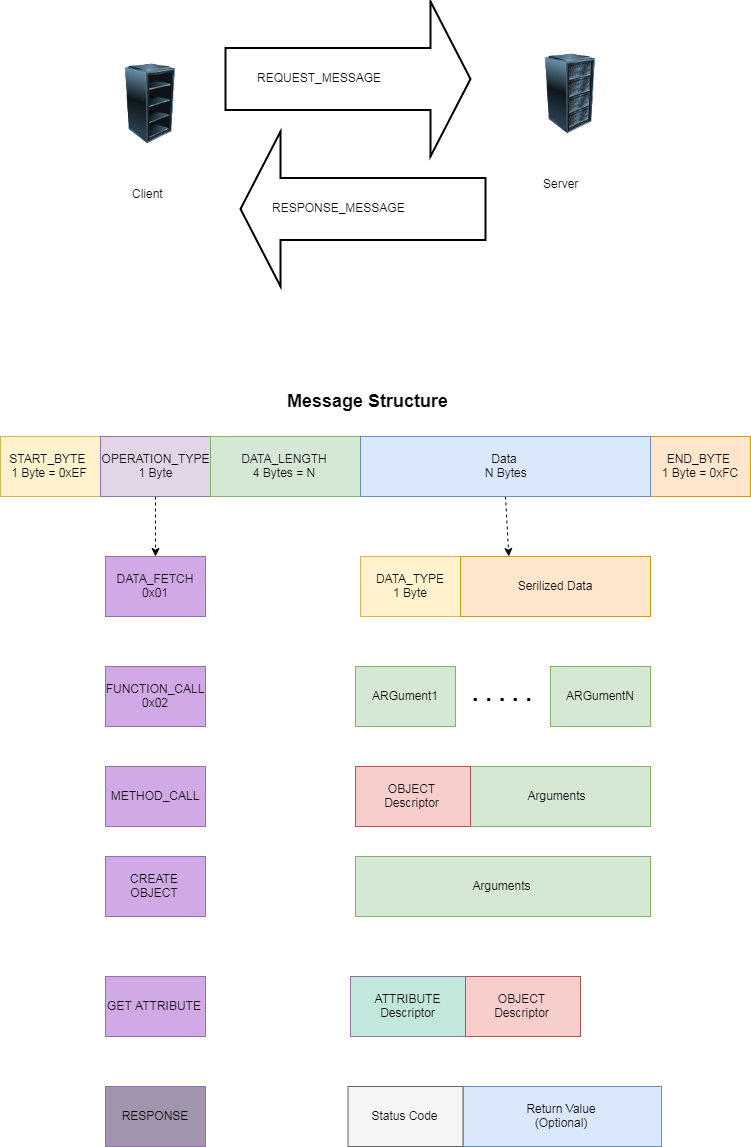 REQUEST_MESSAGE
Client
Server
RESPONSE_MESSAGE
Message Structure
START_BYTE
1 Byte = 0xEF
OPERATION_TYPE
1 Byte
DATA_LENGTH
4 Bytes = N
Data
N Bytes
END_BYTE
1 Byte = 0xFC
DATA_FETCH
0x01
DATA_TYPE
1 Byte
Serilized Data
FUNCTION_CALL
0x02
ARGument1
. . . . .
ARGumentN
METHOD_CALL
OBJECT
Descriptor
Arguments
CREATE
OBJECT
Arguments
GET ATTRIBUTE
ATTRIBUTE
Descriptor
OBJECT
Descriptor
RESPONSE
Status Code
Return Value
(Optional)